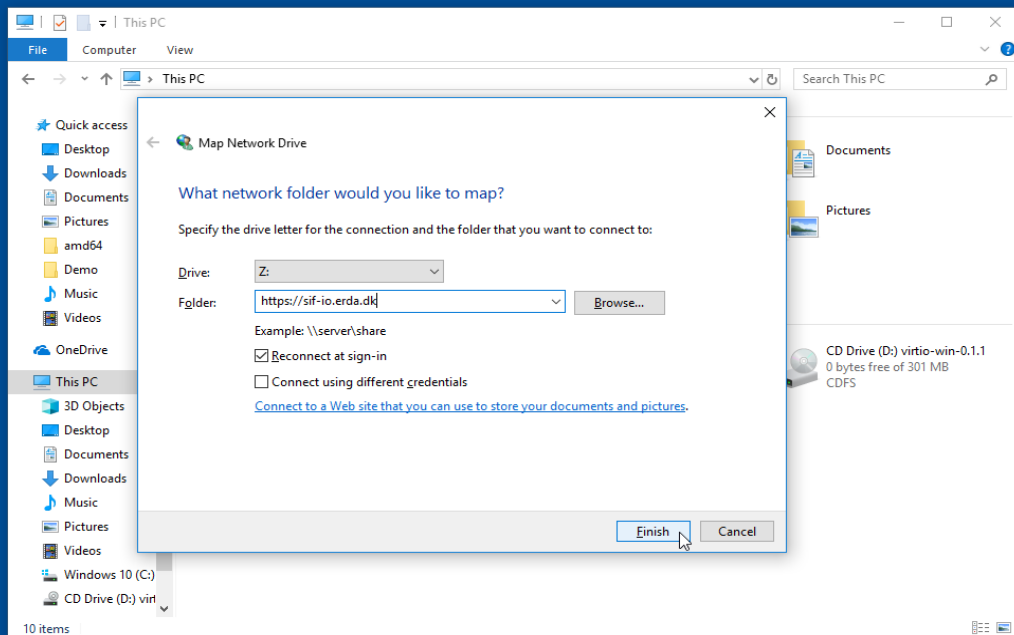 This PC
File Computer View
This PC
Search This PC
Quick access
Desktop
Downloads
Documents
Pictures
amd64
Demo
Music
Videos
OneDrive
This PC
3D Objects
Desktop
Documents
Downloads
Music
Pictures
Videos
Windows 10 (C:)
CD Drive (D:) virt
10 items
Map Network Drive
What network folder would you like to map?
Specify the drive letter for the connection and the folder that you want to connect to:
Drive: Z:
Folder: https://sif-io.erda.dk Browse...
Example: \\server\share
Reconnect at sign-in
Connect using different credentials
Connect to a Web site that you can use to store your documents and pictures.
Finish Cancel
Documents
Pictures
CD Drive (D:) virtio-win-0.1.1
0 bytes free of 301 MB
CDFS